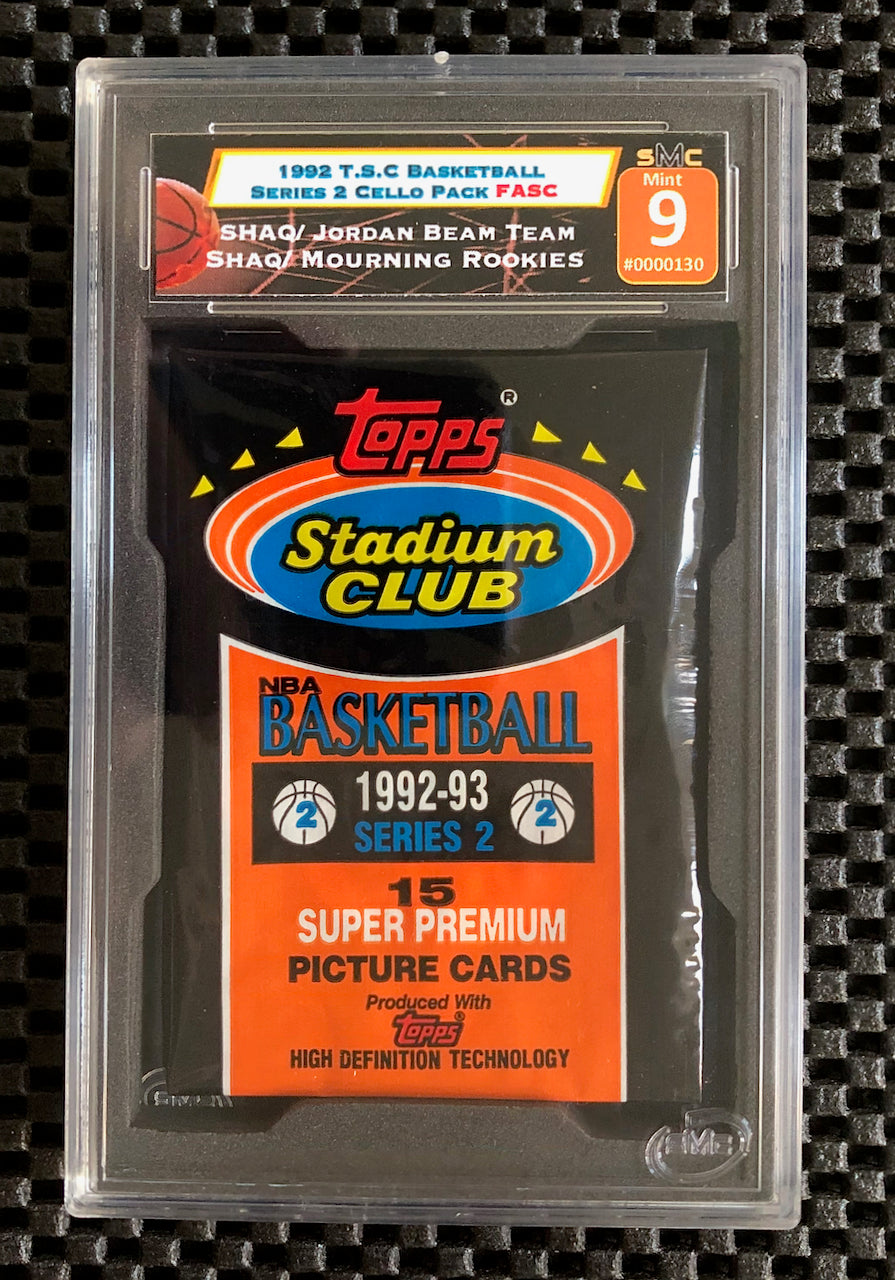 1992 T.S.C BASKETBALL
SERIES 2 CELLO PACK FASC
SMC
Mint
9
#0000130
SHAQ/ JORDAN BEAM TEAM
SHAQ/ MOURNING ROOKIES
TOPPS ®
Stadium
CLUB
NBA
BASKETBALL
2 1992-93 2
SERIES 2
15
SUPER PREMIUM
PICTURE CARDS
Produced With
TOPPS®
HIGH DEFINITION TECHNOLOGY
SMC
SMC